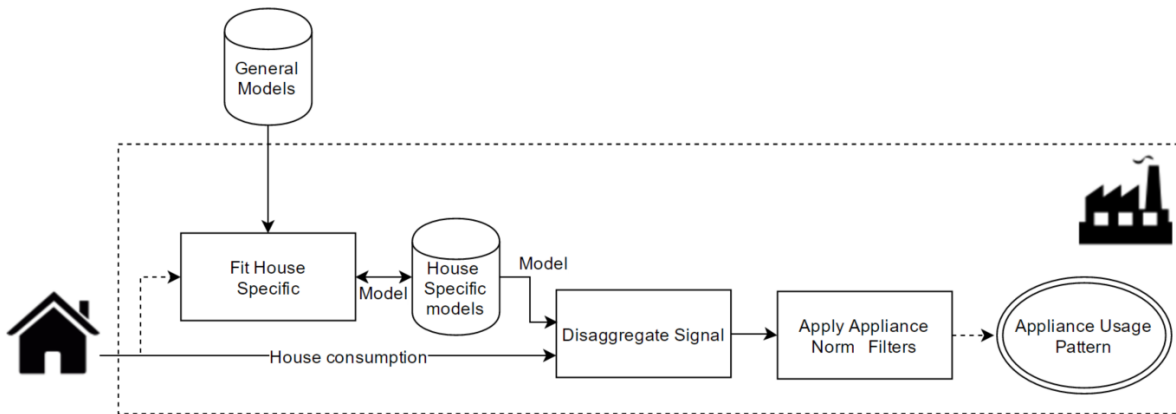 General
Models
Fit House
Specific
Model
House
Specific
models
Model
House consumption
Disaggregate Signal
Apply Appliance
Norm Filters
Appliance Usage
Pattern